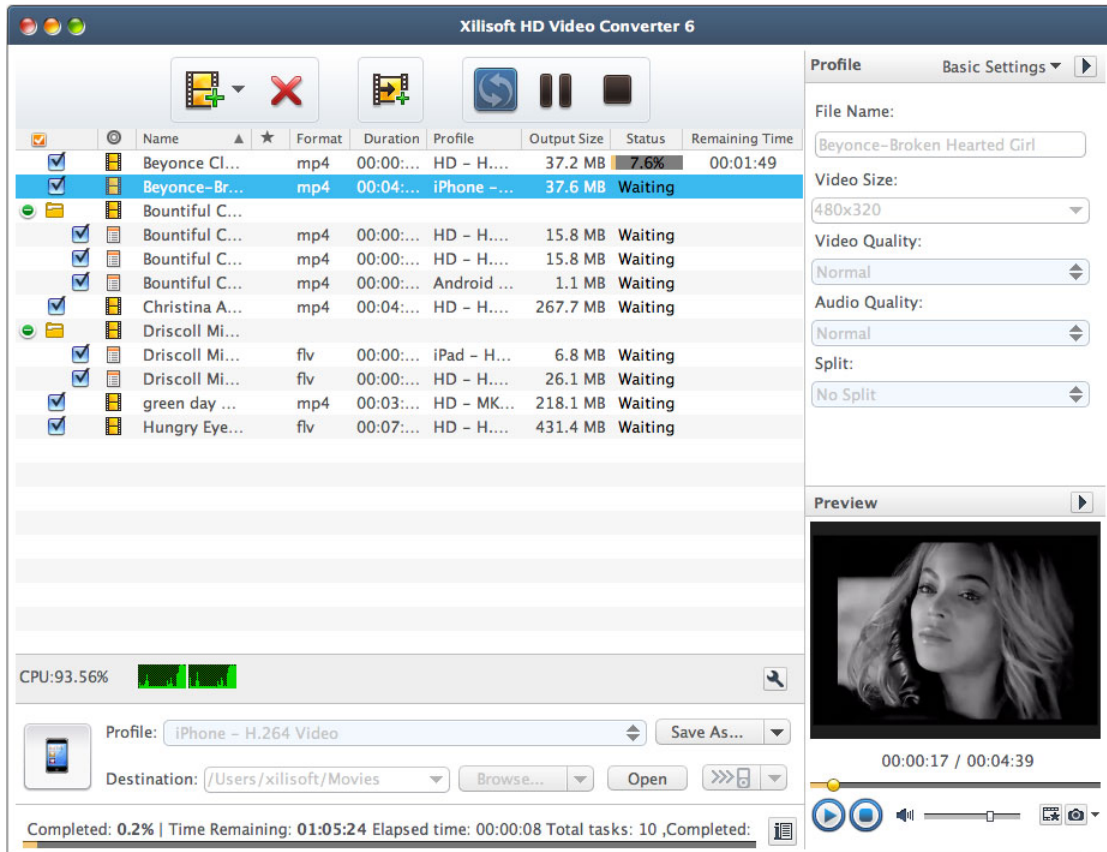 Xilisoft HD Video Converter 6
Name Format Duration Profile Output Size Status Remaining Time
Beyonce Cl... mp4 00:00:... HD – H.... 37.2 MB 7.6% 00:01:49
Beyonce-Br... mp4 00:04:... iPhone –... 37.6 MB Waiting
Bountiful C...
Bountiful C... mp4 00:00:... HD – H.... 15.8 MB Waiting
Bountiful C... mp4 00:00:... HD – H.... 15.8 MB Waiting
Bountiful C... mp4 00:00:... Android ... 1.1 MB Waiting
Christina A... mp4 00:04:... HD – H.... 267.7 MB Waiting
Driscoll Mi...
Driscoll Mi... flv 00:00:... iPad – H... 6.8 MB Waiting
Driscoll Mi... flv 00:00:... HD – H.... 26.1 MB Waiting
green day ... mp4 00:03:... HD – MK... 218.1 MB Waiting
Hungry Eye... flv 00:07:... HD – H.... 431.4 MB Waiting
CPU:93.56%
Profile: iPhone – H.264 Video Save As...
Destination: /Users/xilisoft/Movies Browse... Open
Completed: 0.2% | Time Remaining: 01:05:24 Elapsed time: 00:00:08 Total tasks: 10 ,Completed:
Profile Basic Settings
File Name:
Beyonce-Broken Hearted Girl
Video Size:
480x320
Video Quality:
Normal
Audio Quality:
Normal
Split:
No Split
Preview
00:00:17 / 00:04:39